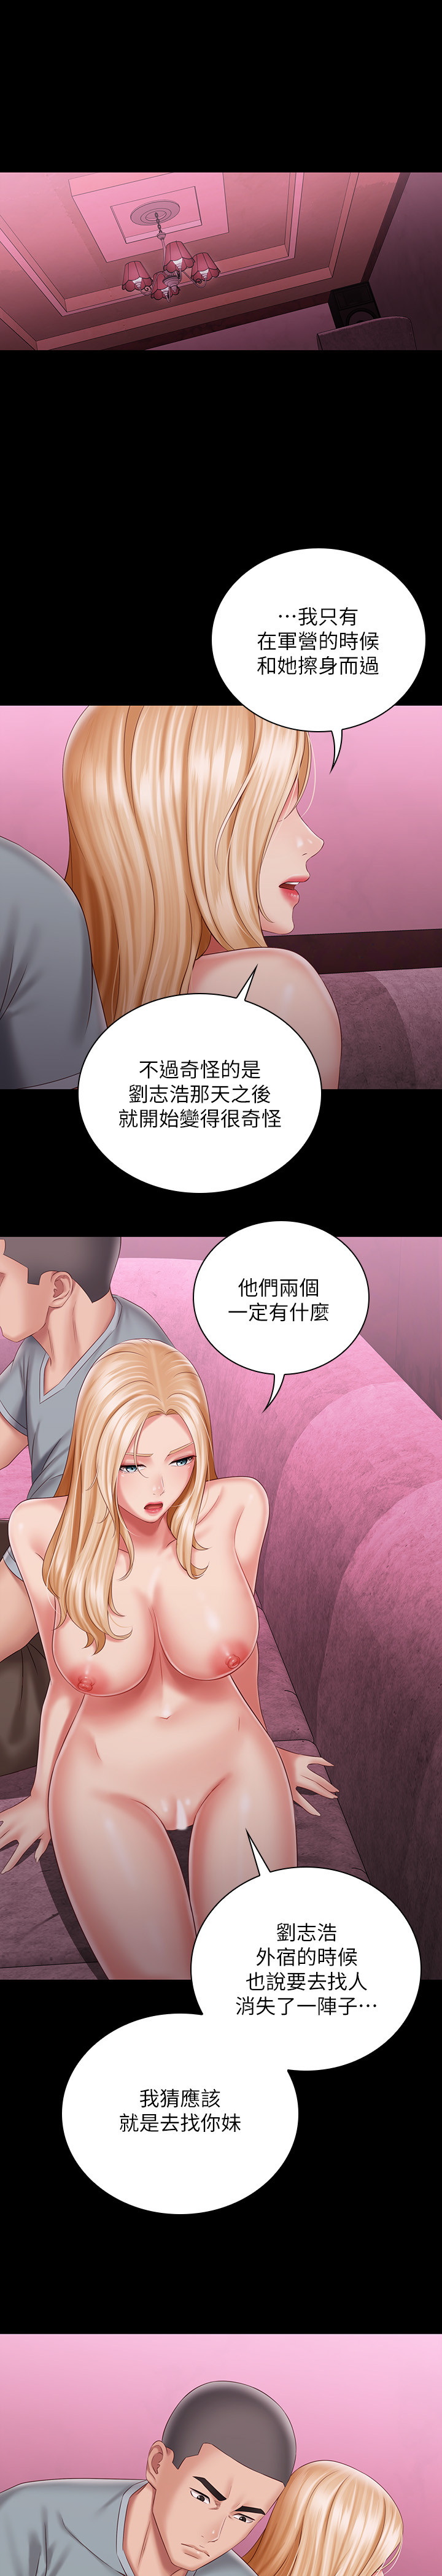 …我只有
在軍營的時候
和她擦身而過
不過奇怪的是
劉志浩那天之後
就開始變得很奇怪
他們兩個
一定有什麼
劉志浩
外宿的時候
也說要去找人
消失了一陣子…
我猜應該
就是去找你妹